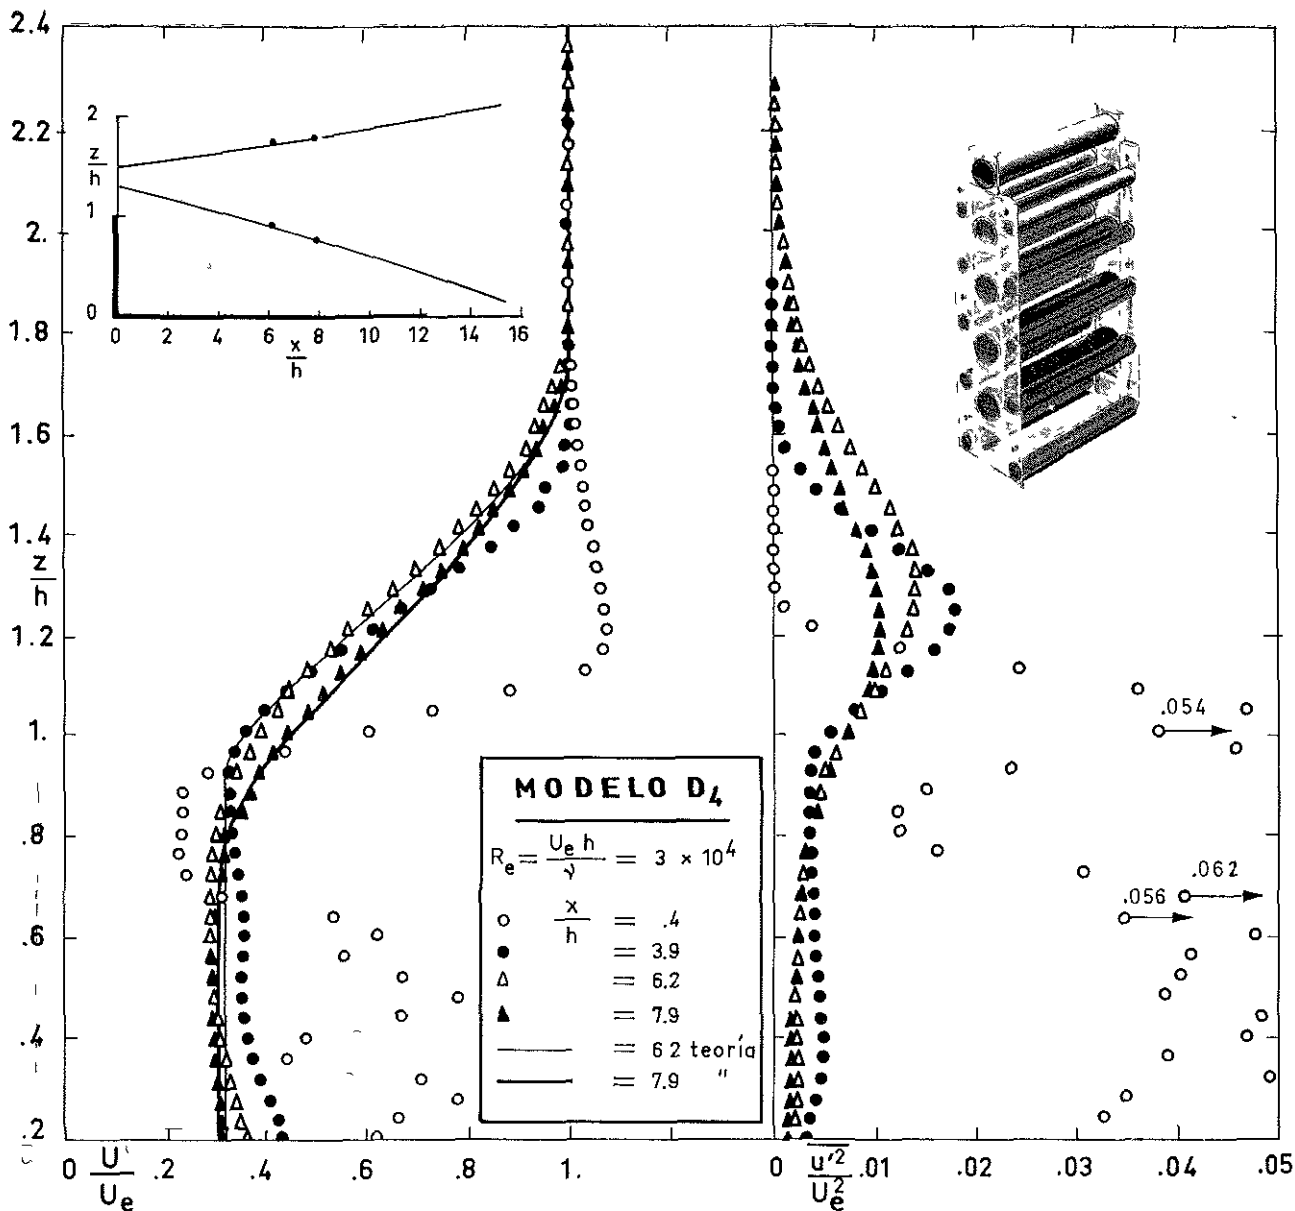 2.4
2.2
2.
1.8
1.6
1.4
z/h
1.2
1.
.8
.6
.4
.2
2
z/h
1
0
0 2 4 6 8 10 12 14 16
x/h
.054
.062
.056
MODELO D4
Re = Ue h / ν = 3 × 10⁴
x/h = .4
= 3.9
= 6.2
= 7.9
= 6.2 teoría
= 7.9 "
0 U/Ue .2 .4 .6 .8 1.
0 u'²/Ue² .01 .02 .03 .04 .05